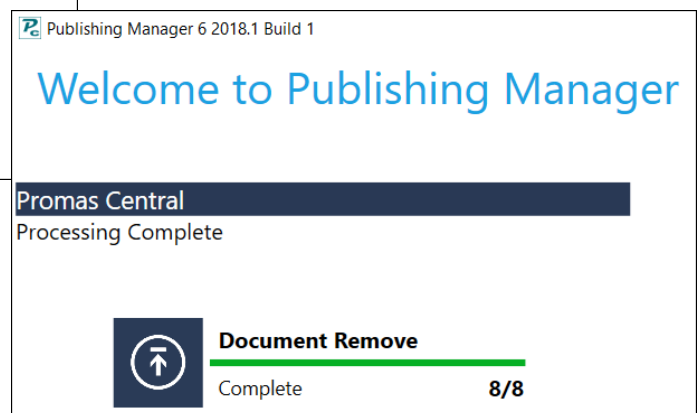 Publishing Manager 6 2018.1 Build 1
Welcome to Publishing Manager
Promas Central
Processing Complete
Document Remove
Complete 8/8